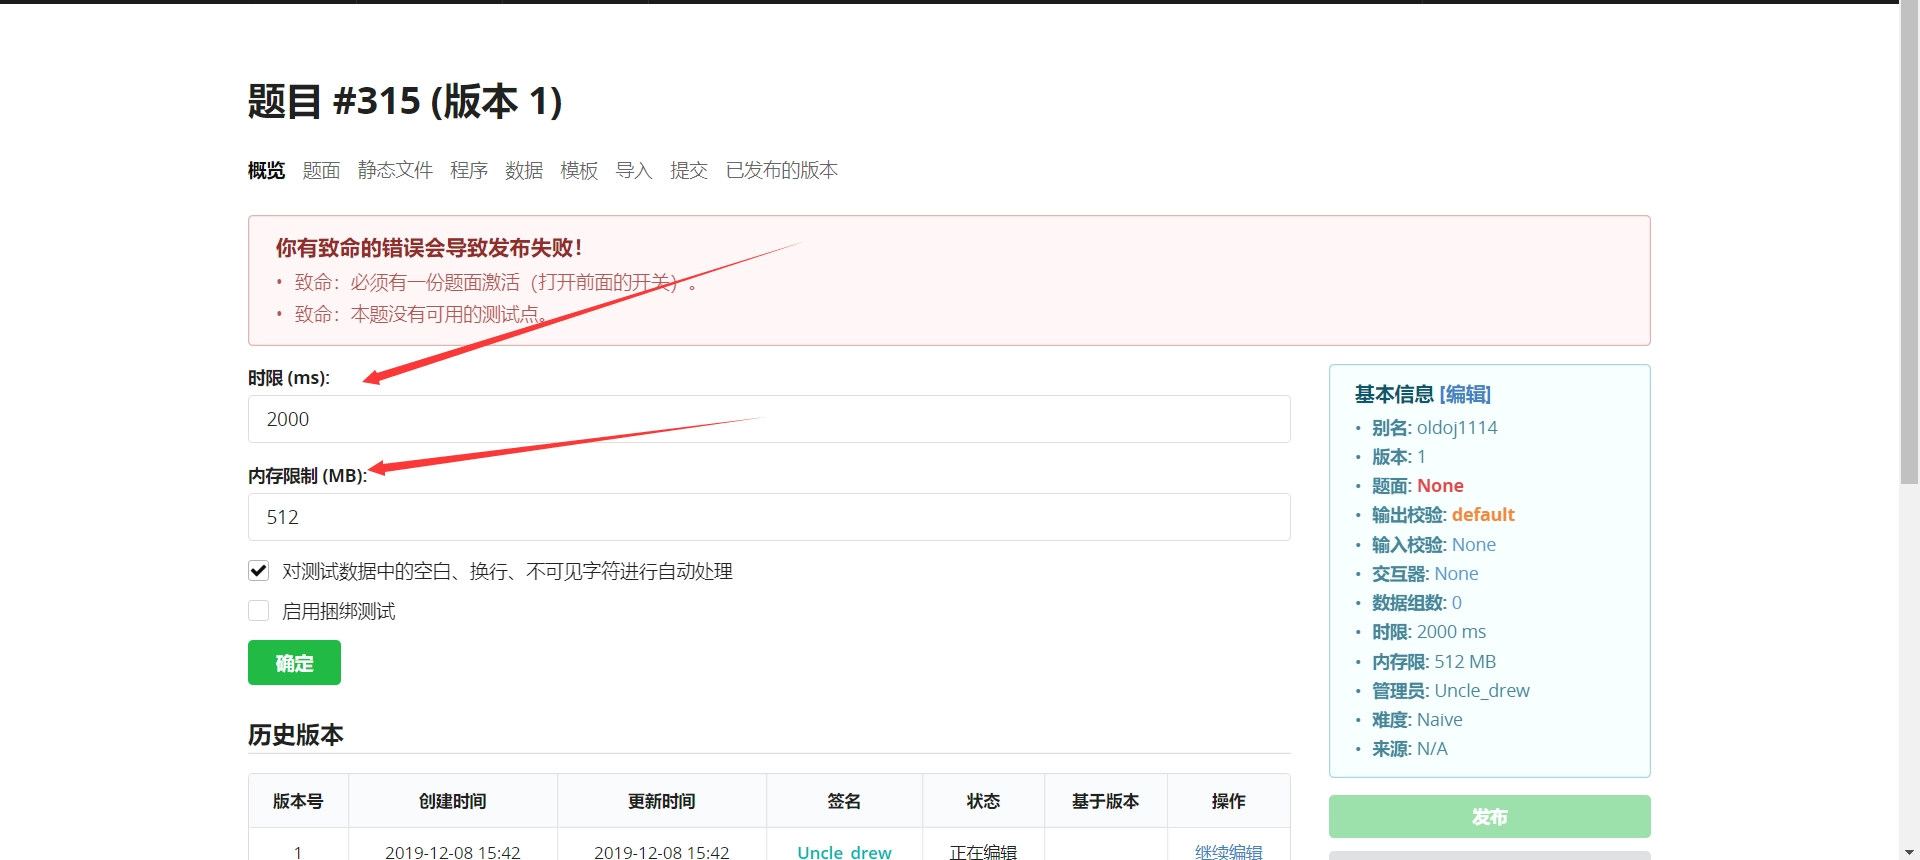 题目 #315 (版本 1)
概览 题面 静态文件 程序 数据 模板 导入 提交 已发布的版本
你有致命的错误会导致发布失败！
• 致命：必须有一份题面激活（打开前面的开关）。
• 致命：本题没有可用的测试点。
时限 (ms):
2000
内存限制 (MB):
512
对测试数据中的空白、换行、不可见字符进行自动处理
启用捆绑测试
确定
基本信息 [编辑]
• 别名: oldoj1114
• 版本: 1
• 题面: None
• 输出校验: default
• 输入校验: None
• 交互器: None
• 数据组数: 0
• 时限: 2000 ms
• 内存限: 512 MB
• 管理员: Uncle_drew
• 难度: Naive
• 来源: N/A
发布
历史版本
版本号 创建时间 更新时间 签名 状态 基于版本 操作
1 2019-12-08 15:42 2019-12-08 15:42 Uncle_drew 正在编辑 继续编辑